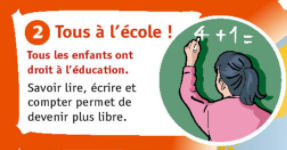 2 Tous à l'école !
4 +1=
Tous les enfants ont
droit à l'éducation.
Savoir lire, écrire et
compter permet de
devenir plus libre.